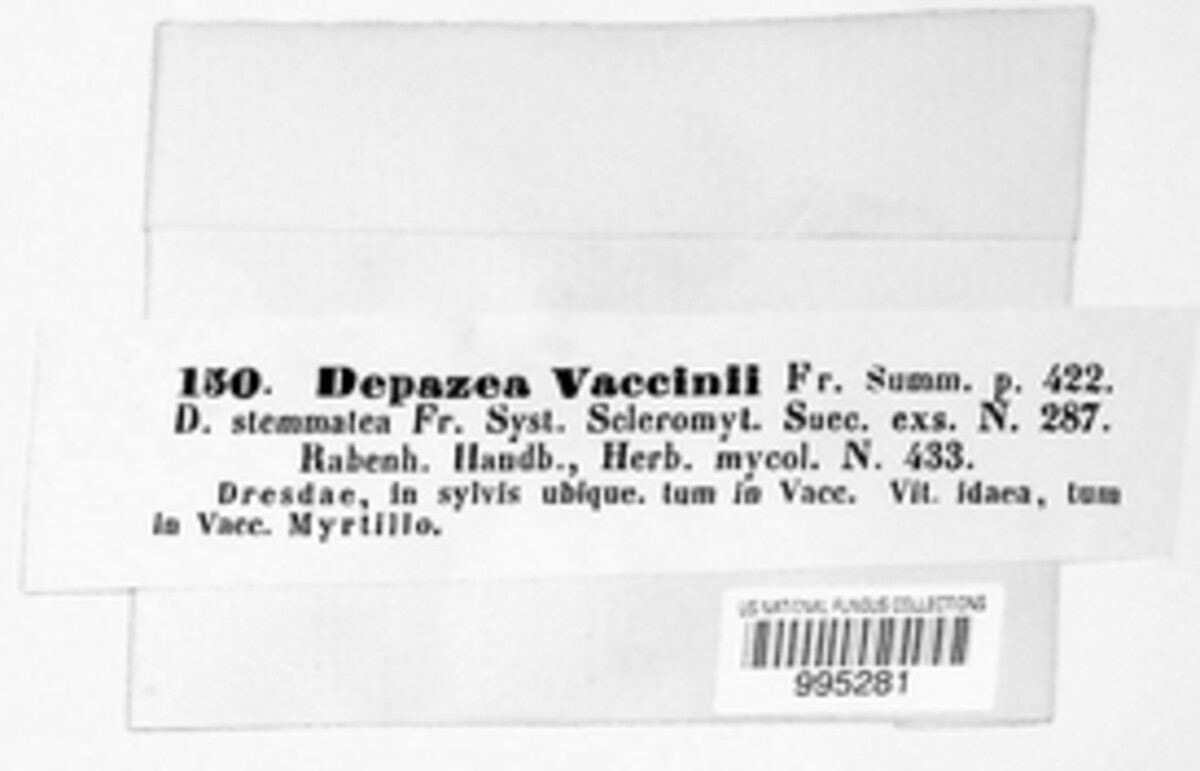 150. Depazea Vaccinii Fr. Summ. p. 422.
D. stemmatea Fr. Syst. Scleromyt. Suec. exs. N. 287.
Rabenh. Handb., Herb. mycol. N. 433.
Dresdae, in sylvis ubique. tum in Vacc. Vit. idaea, tum
in Vacc. Myrtillo.
US NATIONAL FUNGUS COLLECTIONS
995281